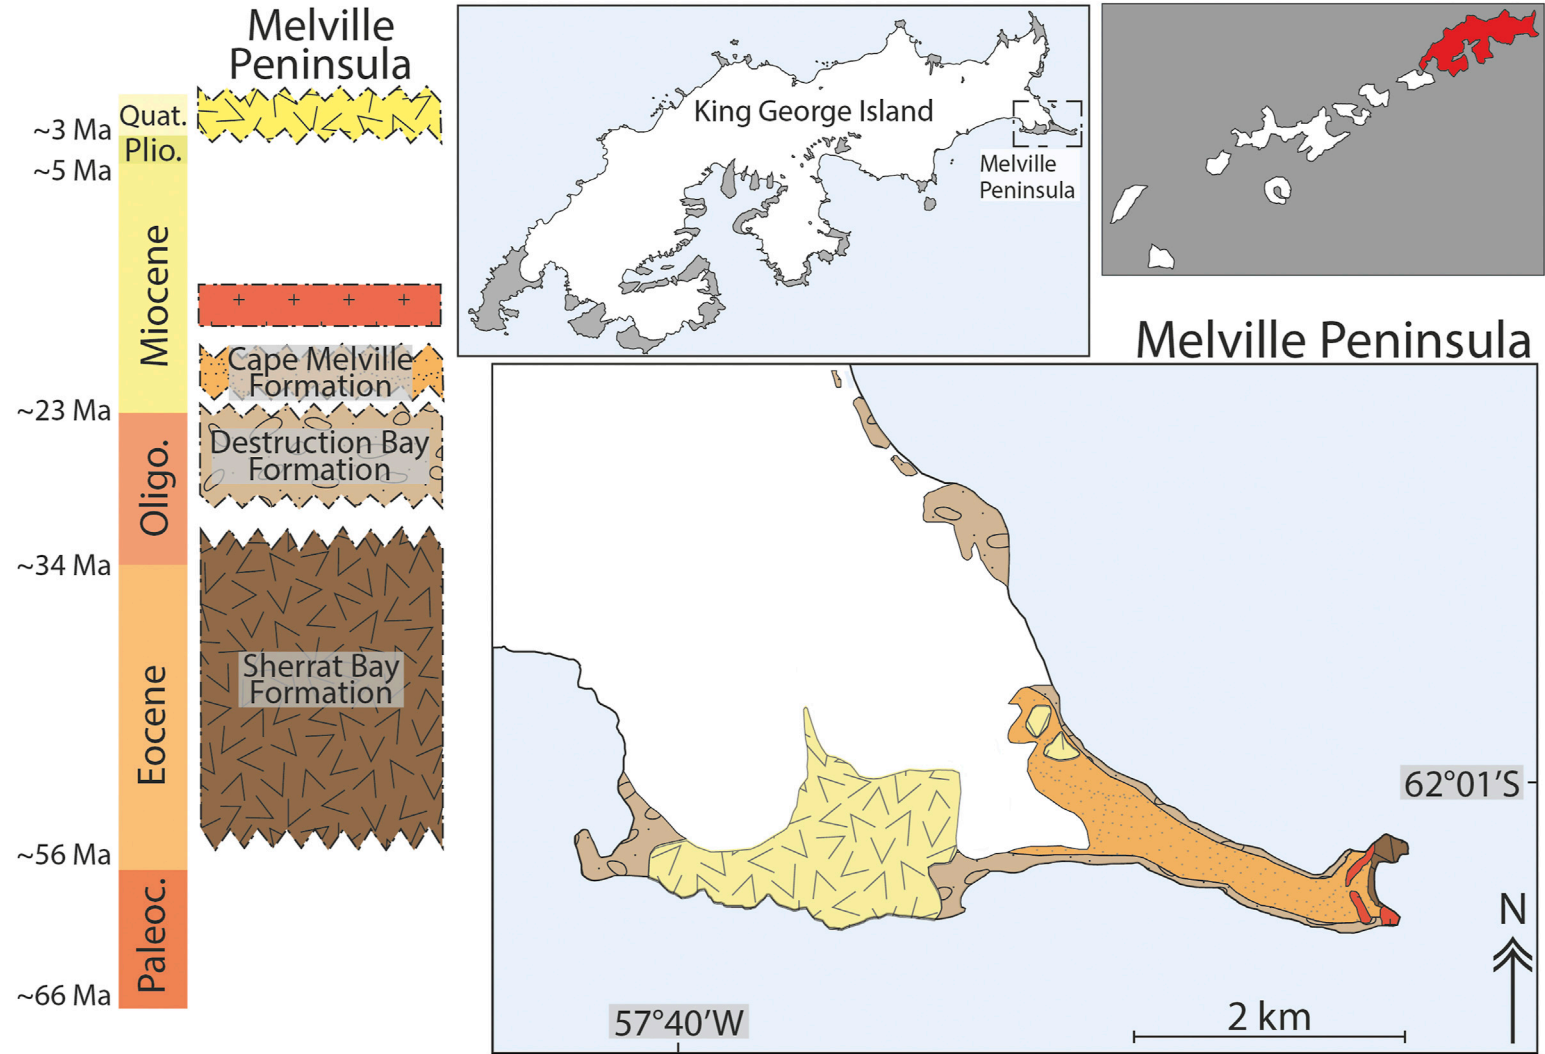 Melville
Peninsula
Quat.
~3 Ma
Plio.
~5 Ma
Miocene
~23 Ma
Oligo.
~34 Ma
Eocene
~56 Ma
Paleoc.
~66 Ma
Cape Melville
Formation
Destruction Bay
Formation
Sherrat Bay
Formation
King George Island
Melville
Peninsula
Melville Peninsula
62°01'S
N
57°40'W
2 km